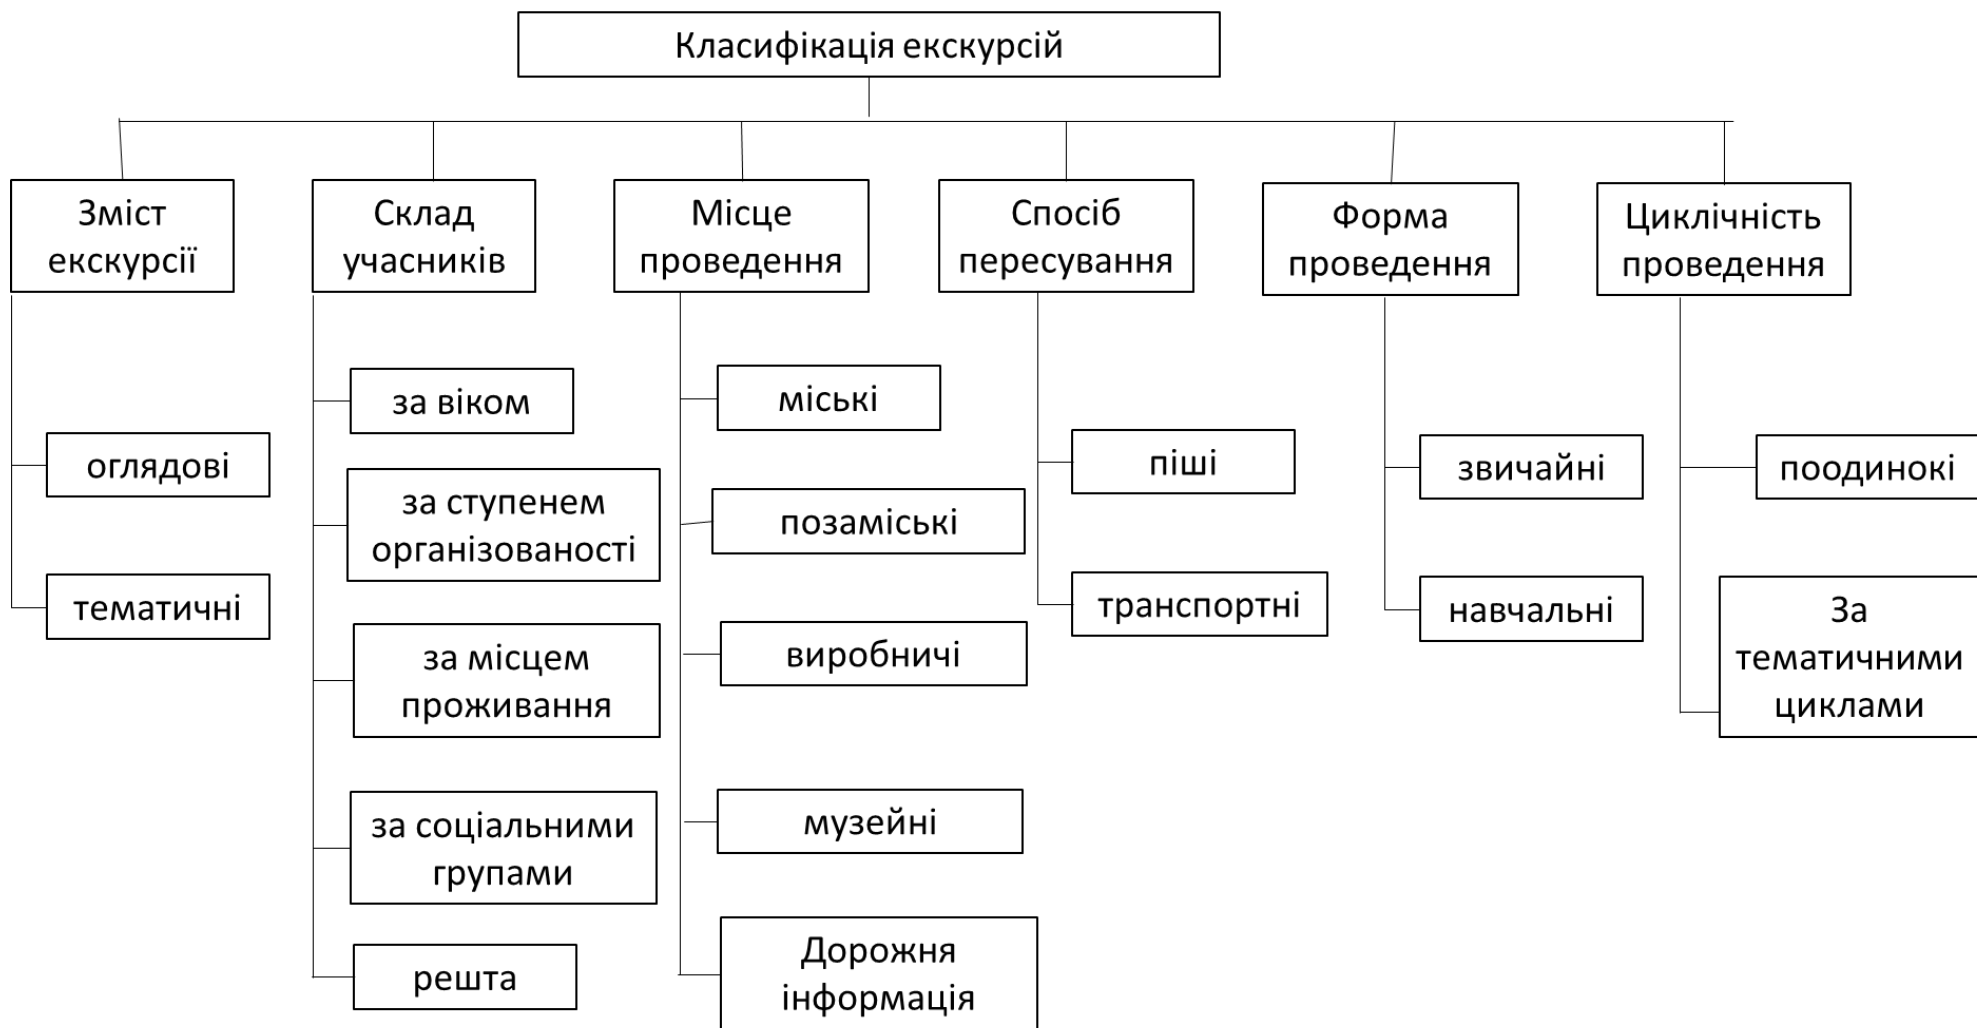 Класифікація екскурсій
Зміст
екскурсії
оглядові
тематичні
Склад
учасників
за віком
за ступенем
організованості
за місцем
проживання
за соціальними
групами
решта
Місце
проведення
міські
позаміські
виробничі
музейні
Дорожня
інформація
Спосіб
пересування
піші
транспортні
Форма
проведення
звичайні
навчальні
Циклічність
проведення
поодинокі
За
тематичними
циклами